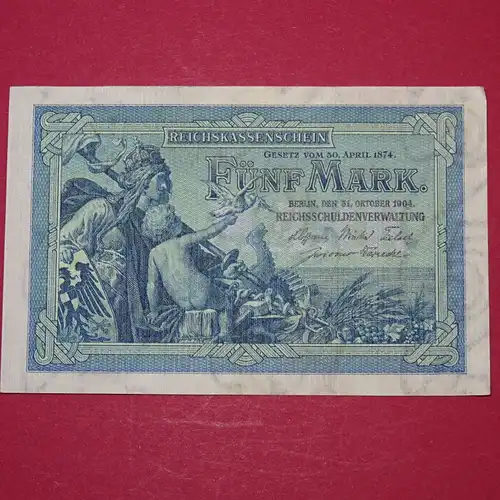 REICHSKASSENSCHEIN
GESETZ VOM 30. APRIL 1874.
FÜNF MARK.
BERLIN, DEN 31. OKTOBER 1904.
REICHSSCHULDENVERWALTUNG